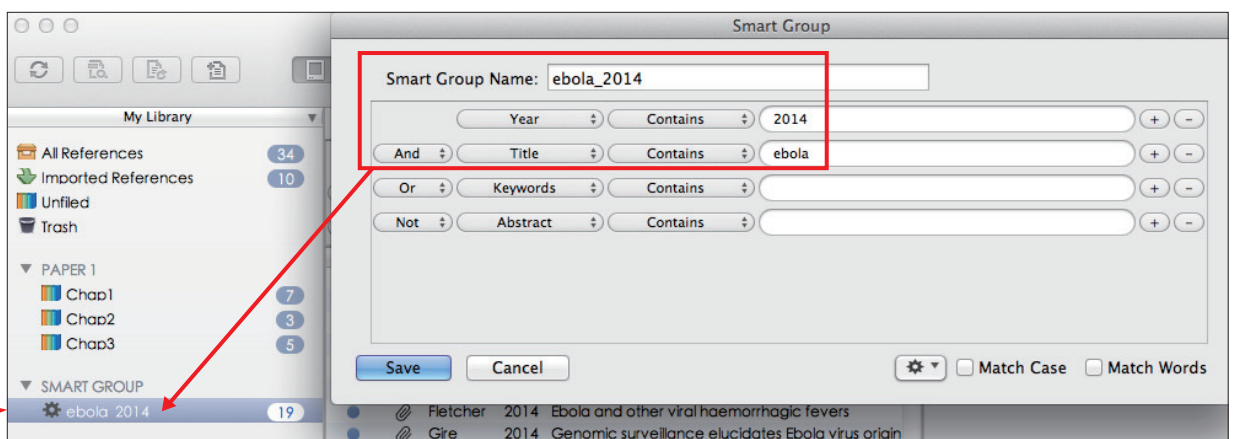 Smart Group
My Library
All References 34
Imported References 10
Unfiled
Trash
PAPER 1
Chap1 7
Chap2 3
Chap3 5
SMART GROUP
ebola_2014 19
Smart Group Name: ebola_2014
Year Contains 2014 + -
And Title Contains ebola + -
Or Keywords Contains + -
Not Abstract Contains + -
Save Cancel Match Case Match Words
Fletcher 2014 Ebola and other viral haemorrhagic fevers
Gire 2014 Genomic surveillance elucidates Ebola virus origin